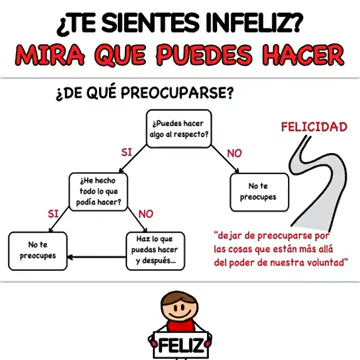 ¿TE SIENTES INFELIZ?
MIRA QUE PUEDES HACER
¿DE QUÉ PREOCUPARSE?
¿Puedes hacer
algo al respecto?
SI
NO
FELICIDAD
¿He hecho
todo lo que
podía hacer?
No te
preocupes
SI
NO
No te
preocupes
Haz lo que
puedas hacer
y después...
"dejar de preocuparse por
las cosas que están más allá
del poder de nuestra voluntad"
FELIZ